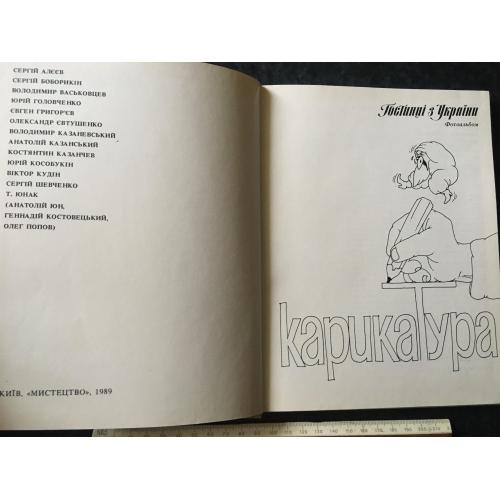 СЕРГІЙ АЛЄЄВ
СЕРГІЙ БОБОРИКІН
ВОЛОДИМИР ВАСЬКОВЦЕВ
ЮРІЙ ГОЛОВЧЕНКО
ЄВГЕН ГРИГОР'ЄВ
ОЛЕКСАНДР ЄВТУШЕНКО
ВОЛОДИМИР КАЗАНЕВСЬКИЙ
АНАТОЛІЙ КАЗАНСЬКИЙ
КОСТЯНТИН КАЗАНЧЕВ
ЮРІЙ КОСОБУКІН
ВІКТОР КУДІН
СЕРГІЙ ШЕВЧЕНКО
Т. ЮНАК
(АНАТОЛІЙ ЮН,
ГЕННАДІЙ КОСТОВЕЦЬКИЙ,
ОЛЕГ ПОПОВ)
КИЇВ, «МИСТЕЦТВО», 1989
Гостинці з України
Фотоальбом
карикатура